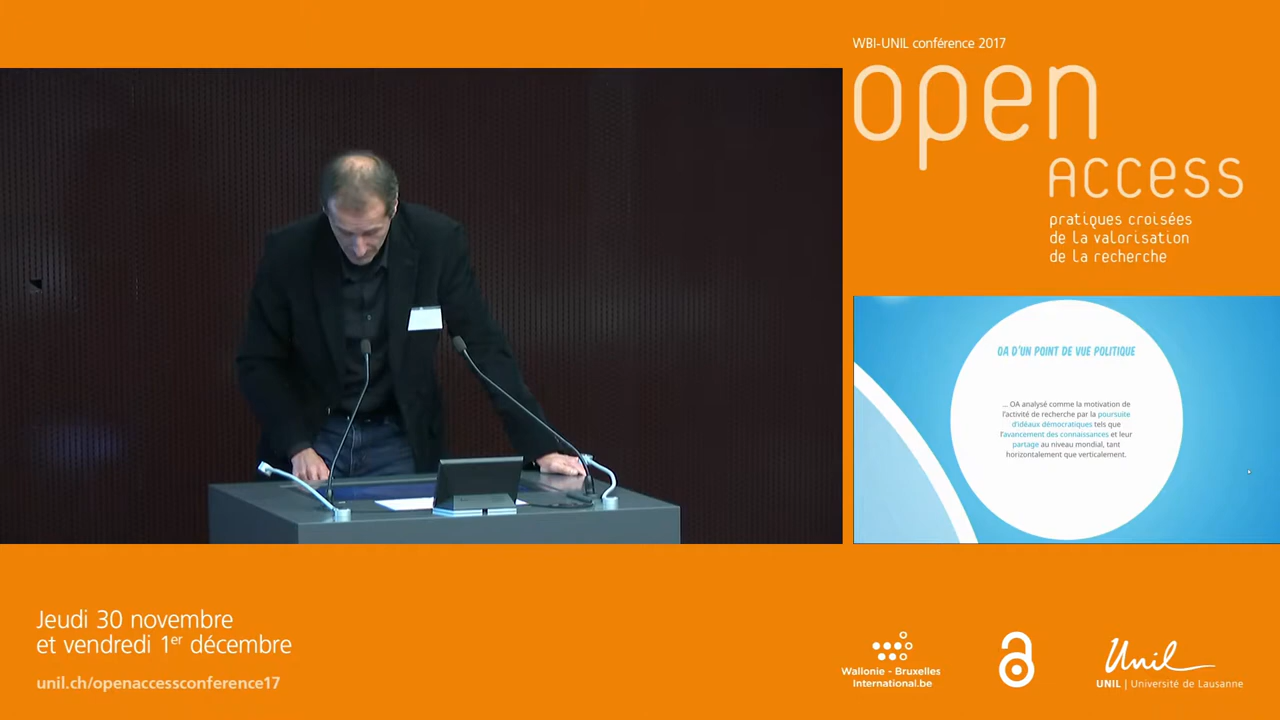 WBI-UNIL conférence 2017
open
access
pratiques croisées
de la valorisation
de la recherche
OA D'UN POINT DE VUE POLITIQUE
... OA analysé comme la motivation de
l'activité de recherche par la poursuite
d'idéaux démocratiques tels que
l'avancement des connaissances et leur
partage au niveau mondial, tant
horizontalement que verticalement.
Jeudi 30 novembre
et vendredi 1er décembre
unil.ch/openaccessconference17
Wallonie - Bruxelles
International.be
Unil
UNIL | Université de Lausanne